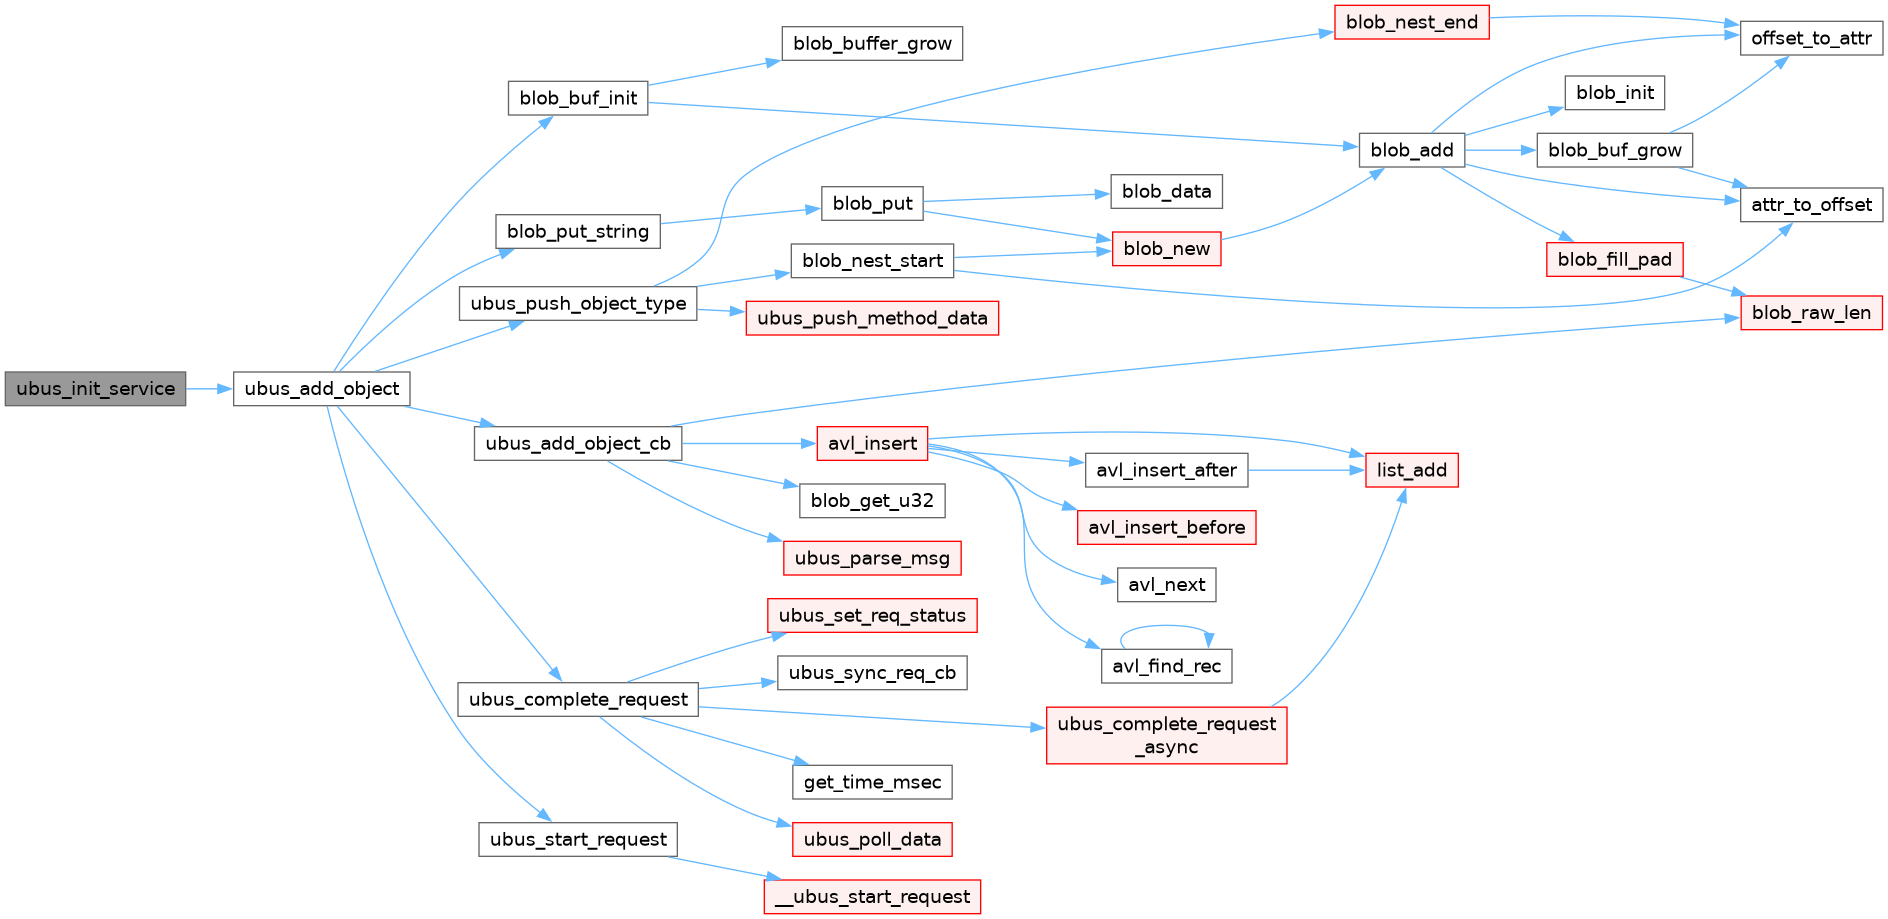 blob_nest_end
offset_to_attr
blob_buffer_grow
blob_init
blob_buf_init
blob_add
blob_buf_grow
blob_data
attr_to_offset
blob_put
blob_put_string
blob_new
blob_nest_start
blob_fill_pad
ubus_push_object_type
ubus_push_method_data
blob_raw_len
ubus_init_service
ubus_add_object
ubus_add_object_cb
avl_insert
avl_insert_after
list_add
blob_get_u32
avl_insert_before
ubus_parse_msg
avl_next
ubus_set_req_status
avl_find_rec
ubus_sync_req_cb
ubus_complete_request
ubus_complete_request
_async
get_time_msec
ubus_start_request
ubus_poll_data
__ubus_start_request